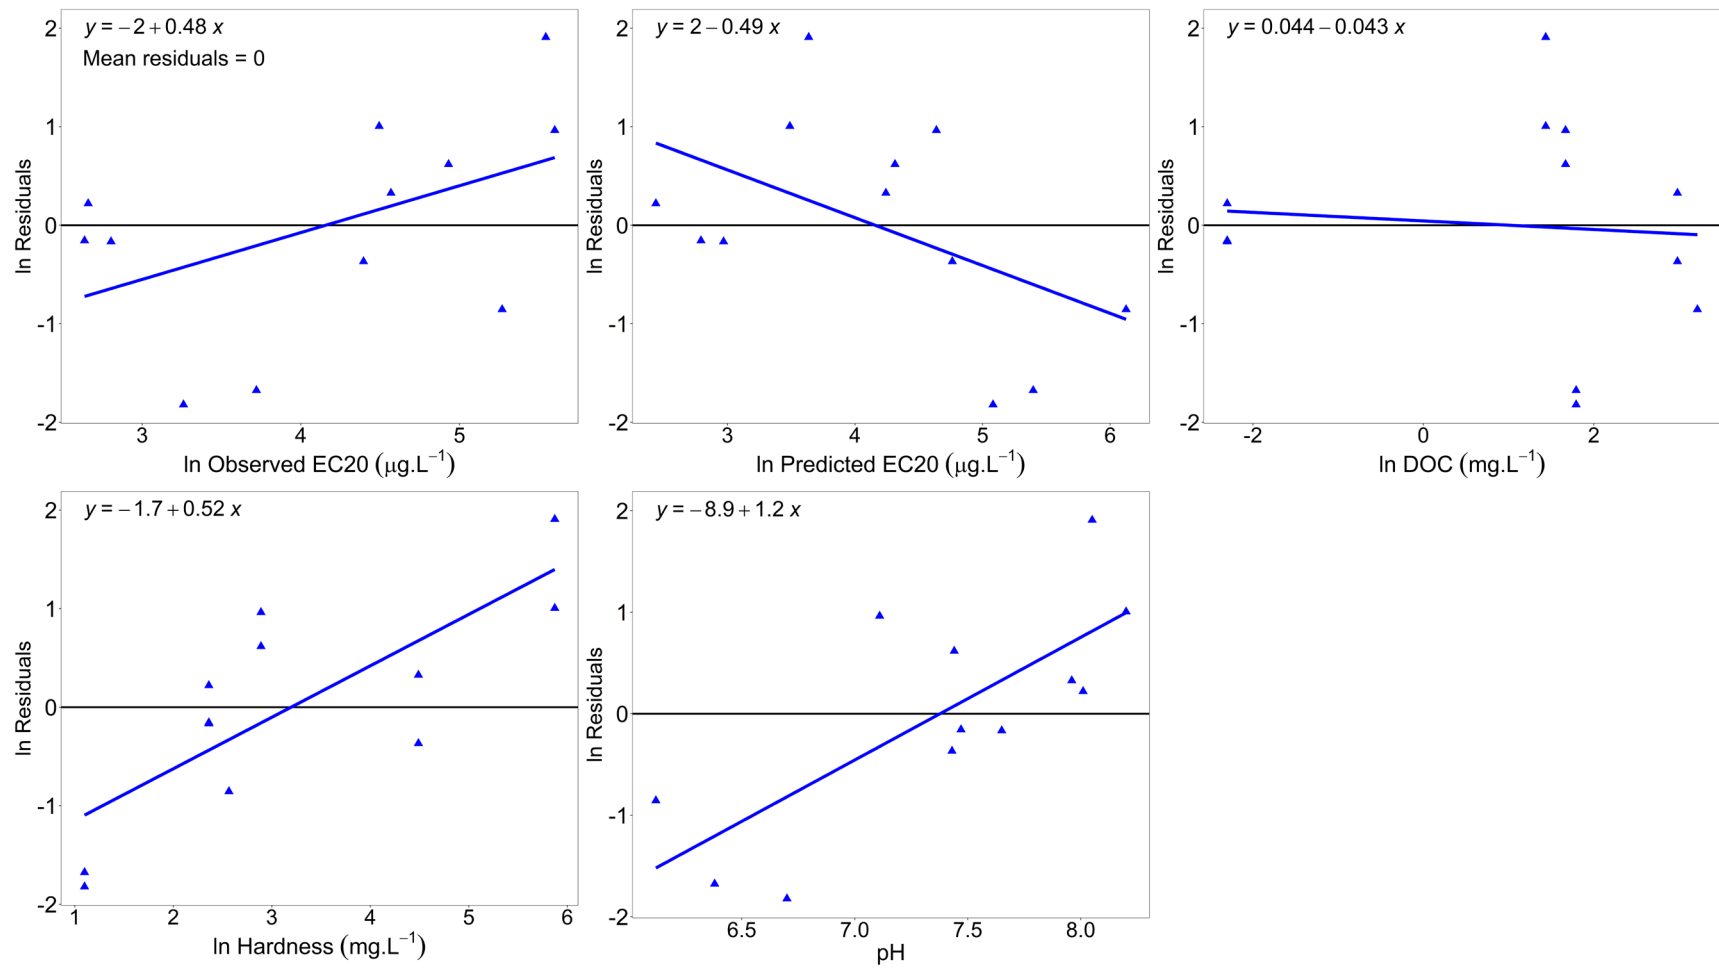 y = −2 + 0.48 x
Mean residuals = 0
2
1
0
-1
-2
ln Residuals
3
4
5
ln Observed EC20 (μg.L⁻¹)
y = 2 − 0.49 x
2
1
0
-1
-2
ln Residuals
3
4
5
6
ln Predicted EC20 (μg.L⁻¹)
y = 0.044 − 0.043 x
2
1
0
-1
-2
ln Residuals
-2
0
2
ln DOC (mg.L⁻¹)
y = −1.7 + 0.52 x
2
1
0
-1
-2
ln Residuals
1
2
3
4
5
6
ln Hardness (mg.L⁻¹)
y = −8.9 + 1.2 x
2
1
0
-1
-2
ln Residuals
6.5
7.0
7.5
8.0
pH